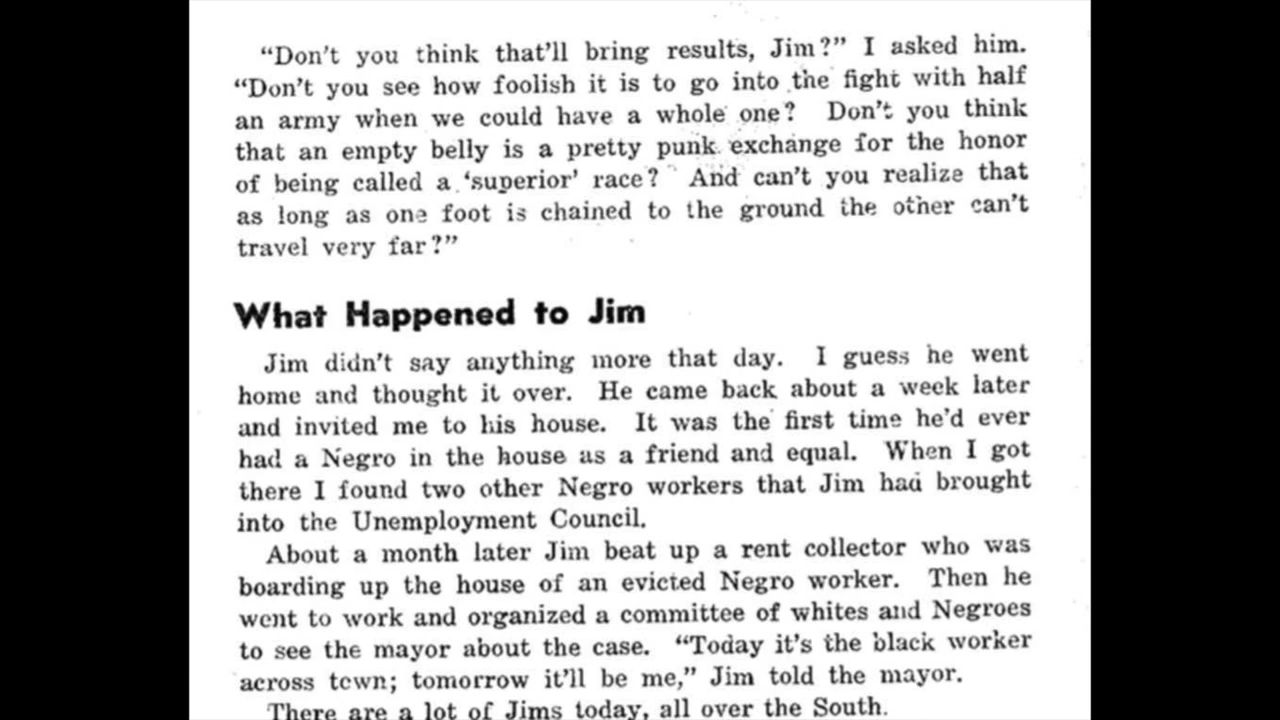 “Don't you think that'll bring results, Jim?” I asked him.
“Don't you see how foolish it is to go into the fight with half
an army when we could have a whole one? Don't you think
that an empty belly is a pretty punk exchange for the honor
of being called a ‘superior’ race? And can't you realize that
as long as one foot is chained to the ground the other can't
travel very far?”
What Happened to Jim
Jim didn't say anything more that day. I guess he went
home and thought it over. He came back about a week later
and invited me to his house. It was the first time he'd ever
had a Negro in the house as a friend and equal. When I got
there I found two other Negro workers that Jim had brought
into the Unemployment Council.
About a month later Jim beat up a rent collector who was
boarding up the house of an evicted Negro worker. Then he
went to work and organized a committee of whites and Negroes
to see the mayor about the case. “Today it's the black worker
across town; tomorrow it'll be me,” Jim told the mayor.
There are a lot of Jims today, all over the South.